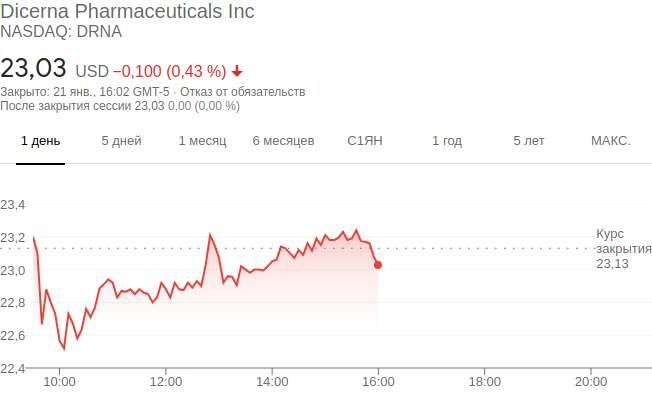 Dicerna Pharmaceuticals Inc
NASDAQ: DRNA
23,03 USD −0,100 (0,43 %)
Закрыто: 21 янв., 16:02 GMT-5 · Отказ от обязательств
После закрытия сессии 23,03 0,00 (0,00 %)
1 день 5 дней 1 месяц 6 месяцев С1ЯН 1 год 5 лет МАКС.
23,4
23,2
23,0
22,8
22,6
22,4
Курс
закрытия
23,13
10:00 12:00 14:00 16:00 18:00 20:00